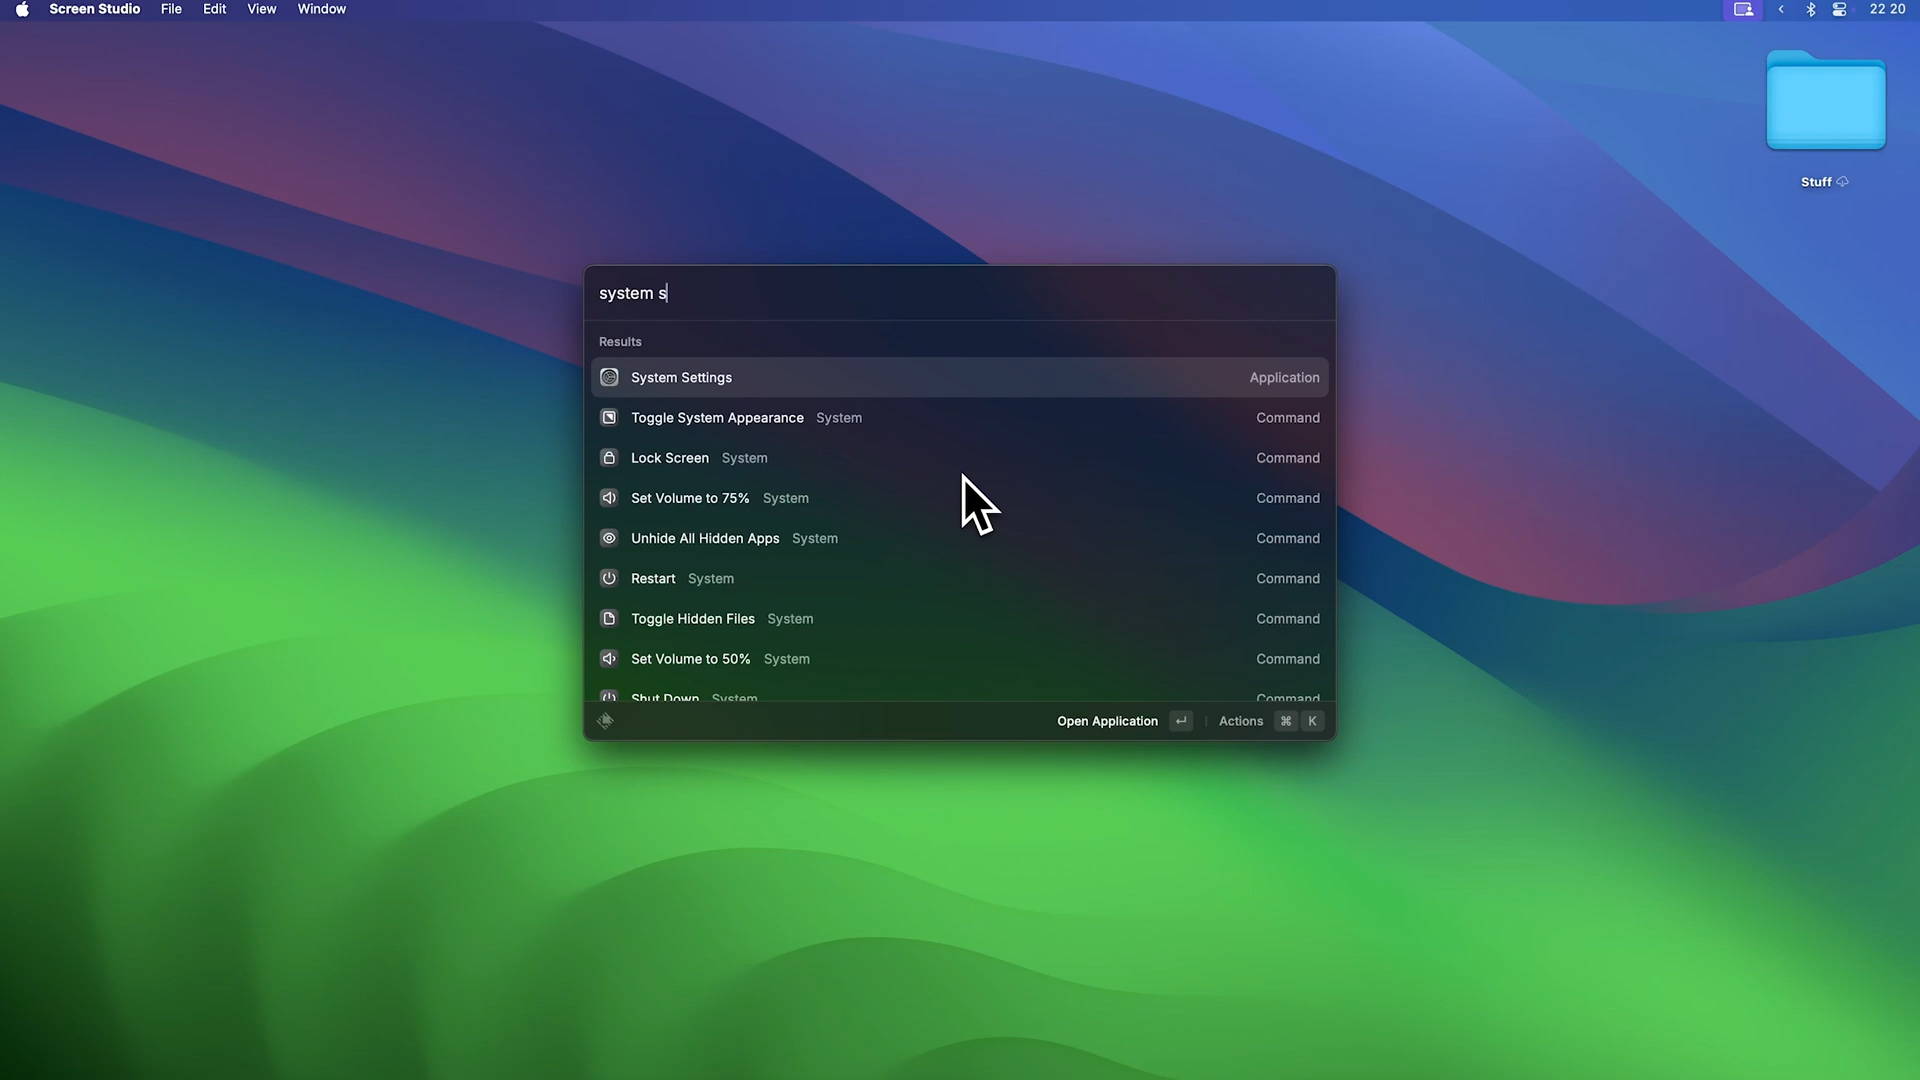 Screen Studio File Edit View Window 22 20
Stuff
system s
Results
System Settings Application
Toggle System Appearance System Command
Lock Screen System Command
Set Volume to 75% System Command
Unhide All Hidden Apps System Command
Restart System Command
Toggle Hidden Files System Command
Set Volume to 50% System Command
Shut Down System Command
Open Application ↵ Actions ⌘ K